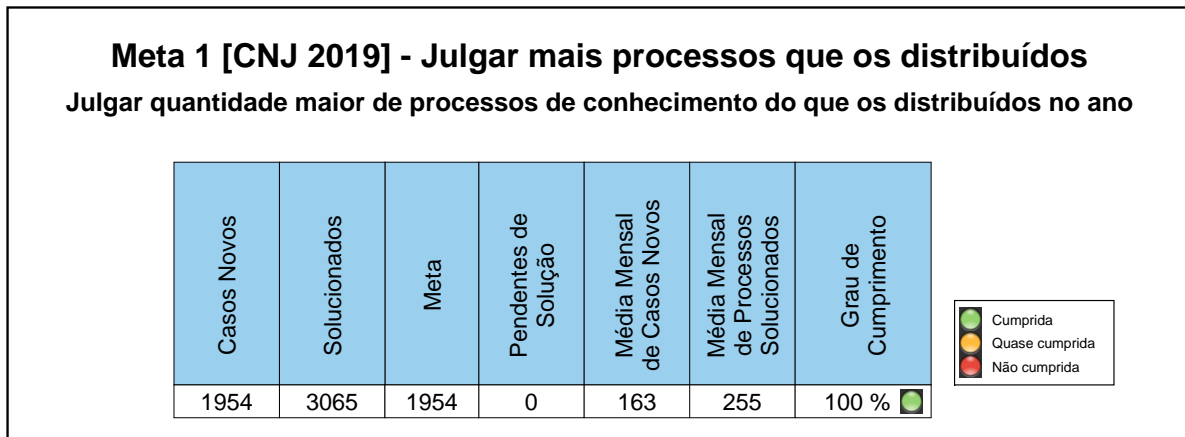 Meta 1 [CNJ 2019] - Julgar mais processos que os distribuídos
Julgar quantidade maior de processos de conhecimento do que os distribuídos no ano
Casos Novos
Solucionados
Meta
Pendentes de
Solução
Média Mensal
de Casos Novos
Média Mensal
de Processos
Solucionados
Grau de
Cumprimento
1954 3065 1954 0 163 255 100 %
Cumprida
Quase cumprida
Não cumprida